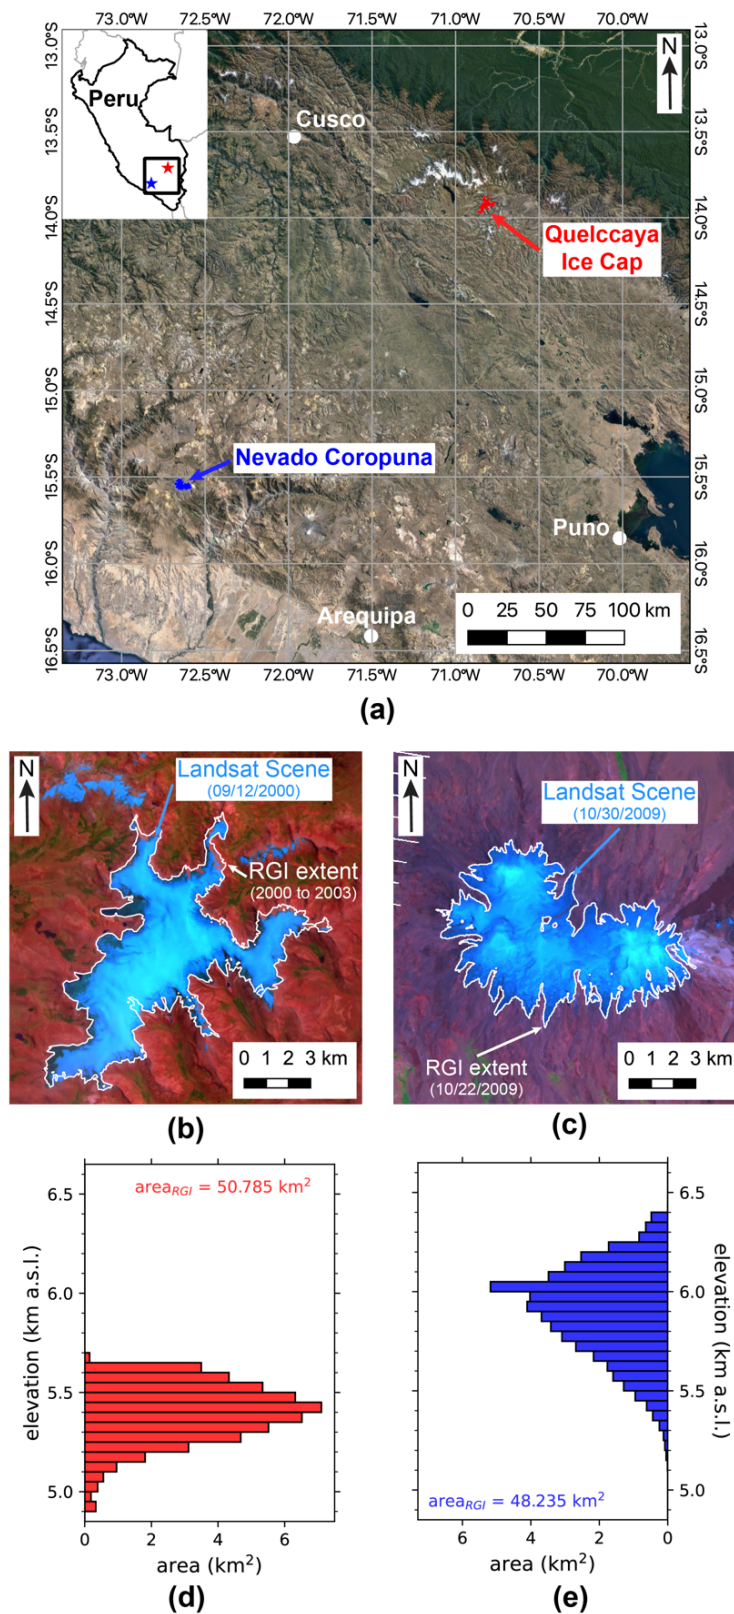 73.0°W 72.5°W 72.0°W 71.5°W 71.0°W 70.5°W 70.0°W
13.0°S 13.0°S
N
Peru
Cusco
13.5°S 13.5°S
14.0°S 14.0°S
Quelccaya
Ice Cap
14.5°S 14.5°S
15.0°S 15.0°S
Nevado Coropuna
15.5°S 15.5°S
Puno
16.0°S 16.0°S
0 25 50 75 100 km
Arequipa
16.5°S 16.5°S
73.0°W 72.5°W 72.0°W 71.5°W 71.0°W 70.5°W 70.0°W
(a)
N
Landsat Scene
(09/12/2000)
RGI extent
(2000 to 2003)
0 1 2 3 km
(b)
N
Landsat Scene
(10/30/2009)
RGI extent
(10/22/2009)
0 1 2 3 km
(c)
areaRGI = 50.785 km²
elevation (km a.s.l.)
6.5
6.0
5.5
5.0
0 2 4 6
area (km²)
(d)
6.5
6.0
5.5
5.0
elevation (km a.s.l.)
areaRGI = 48.235 km²
6 4 2 0
area (km²)
(e)